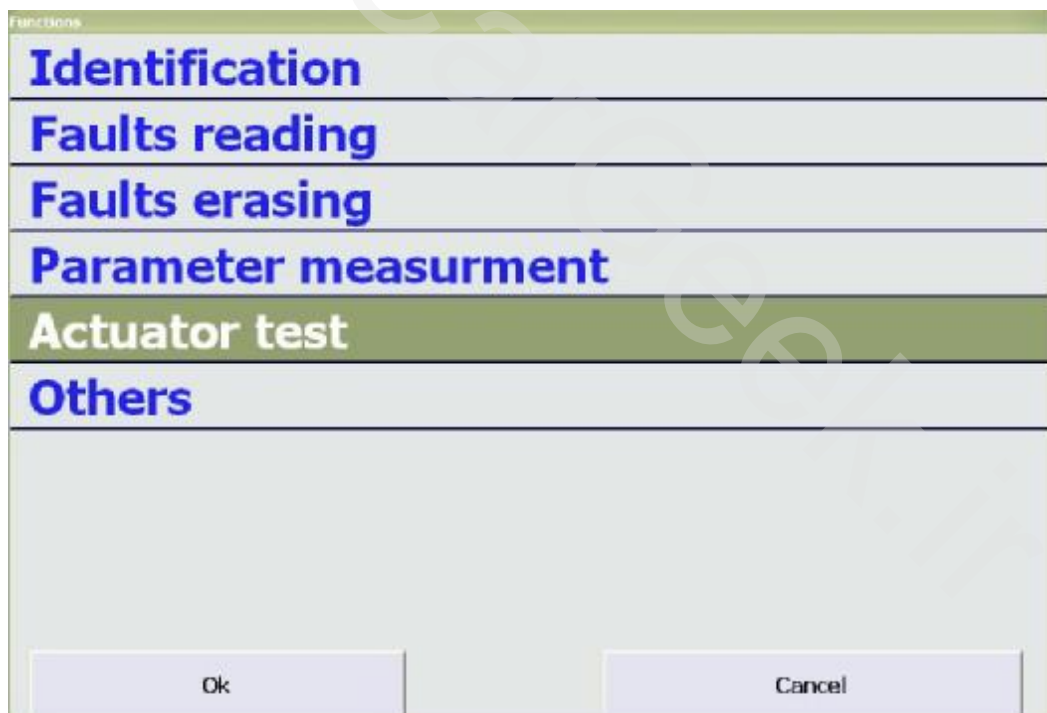 Functions
Identification
Faults reading
Faults erasing
Parameter measurment
Actuator test
Others
Ok
Cancel